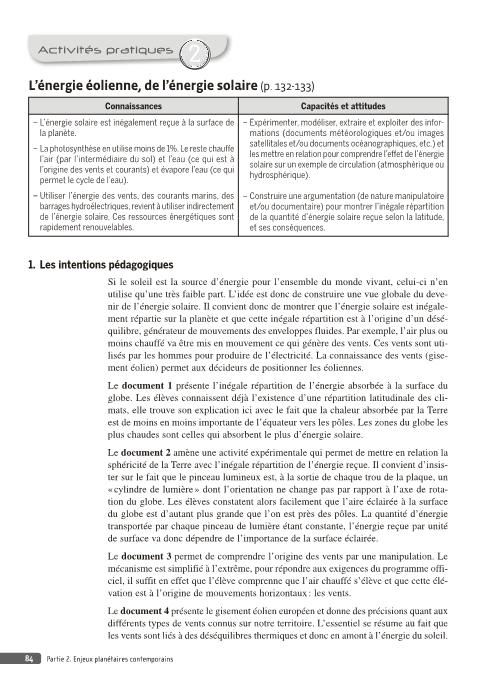 Activités pratiques 2
L'énergie éolienne, de l'énergie solaire (p. 132-133)
Connaissances
– L'énergie solaire est inégalement reçue à la surface de
la planète.
– La photosynthèse en utilise moins de 1%. Le reste chauffe
l'air (par l'intermédiaire du sol) et l'eau (ce qui est à
l'origine des vents et courants) et évapore l'eau (ce qui
permet le cycle de l'eau).
– Utiliser l'énergie des vents, des courants marins, des
barrages hydroélectriques, revient à utiliser indirectement
de l'énergie solaire. Ces ressources énergétiques sont
rapidement renouvelables.
Capacités et attitudes
– Expérimenter, modéliser, extraire et exploiter des infor-
mations (documents météorologiques et/ou images
satellitales et/ou documents océanographiques, etc.) et
les mettre en relation pour comprendre l'effet de l'énergie
solaire sur un exemple de circulation (atmosphérique ou
hydrosphérique).
– Construire une argumentation (de nature manipulatoire
et/ou documentaire) pour montrer l'inégale répartition
de la quantité d'énergie solaire reçue selon la latitude,
et ses conséquences.
1. Les intentions pédagogiques
Si le soleil est la source d'énergie pour l'ensemble du monde vivant, celui-ci n'en
utilise qu'une très faible part. L'idée est donc de construire une vue globale du deve-
nir de l'énergie solaire. Il convient donc de montrer que l'énergie solaire est inégale-
ment répartie sur la planète et que cette inégale répartition est à l'origine d'un désé-
quilibre, générateur de mouvements des enveloppes fluides. Par exemple, l'air plus ou
moins chauffé va être mis en mouvement ce qui génère des vents. Ces vents sont uti-
lisés par les hommes pour produire de l'électricité. La connaissance des vents (gise-
ment éolien) permet aux décideurs de positionner les éoliennes.
Le document 1 présente l'inégale répartition de l'énergie absorbée à la surface du
globe. Les élèves connaissent déjà l'existence d'une répartition latitudinale des cli-
mats, elle trouve son explication ici avec le fait que la chaleur absorbée par la Terre
est de moins en moins importante de l'équateur vers les pôles. Les zones du globe les
plus chaudes sont celles qui absorbent le plus d'énergie solaire.
Le document 2 amène une activité expérimentale qui permet de mettre en relation la
sphéricité de la Terre avec l'inégale répartition de l'énergie reçue. Il convient d'insis-
ter sur le fait que le pinceau lumineux est, à la sortie de chaque trou de la plaque, un
«cylindre de lumière» dont l'orientation ne change pas par rapport à l'axe de rota-
tion du globe. Les élèves constatent alors facilement que l'aire éclairée à la surface
du globe est d'autant plus grande que l'on est près des pôles. La quantité d'énergie
transportée par chaque pinceau de lumière étant constante, l'énergie reçue par unité
de surface va donc dépendre de l'importance de la surface éclairée.
Le document 3 permet de comprendre l'origine des vents par une manipulation. Le
mécanisme est simplifié à l'extrême, pour répondre aux exigences du programme offi-
ciel, il suffit en effet que l'élève comprenne que l'air chauffé s'élève et que cette élé-
vation est à l'origine de mouvements horizontaux : les vents.
Le document 4 présente le gisement éolien européen et donne des précisions quant aux
différents types de vents connus sur notre territoire. L'essentiel se résume au fait que
les vents sont liés à des déséquilibres thermiques et donc en amont à l'énergie du soleil.
84 Partie 2. Enjeux planétaires contemporains